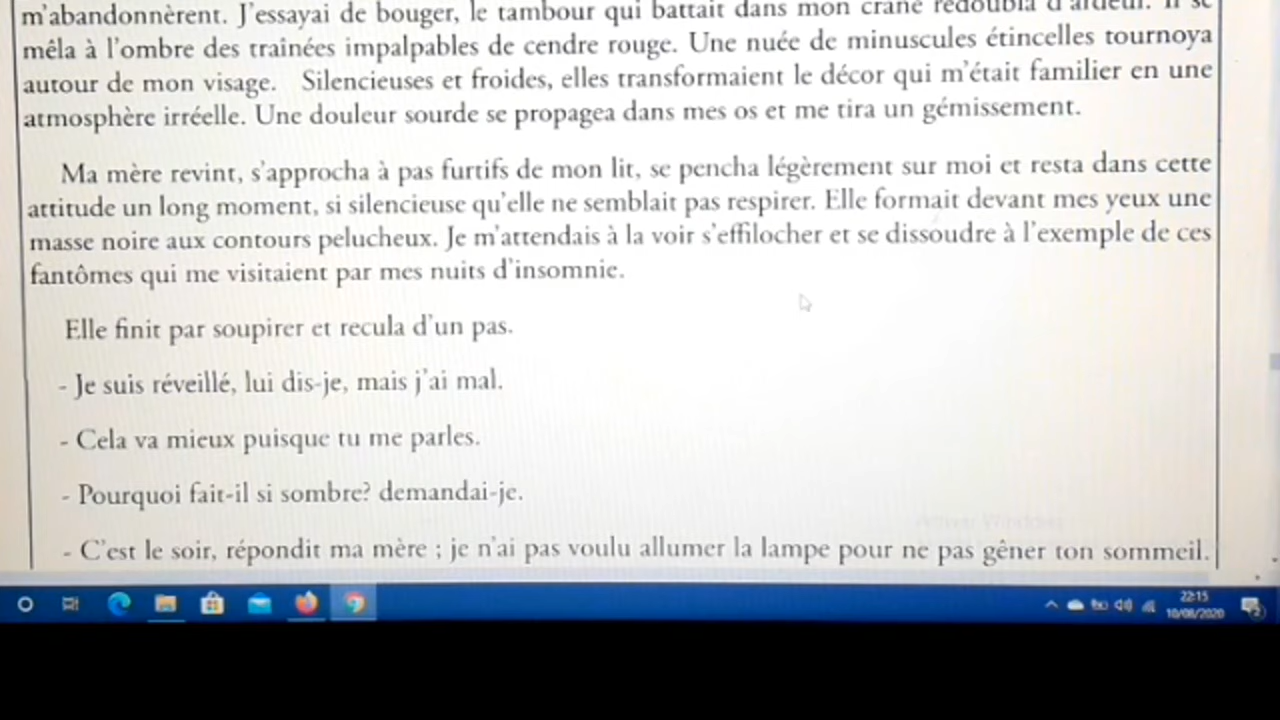 m'abandonnèrent. J'essayai de bouger, le tambour qui battait dans mon crâne redoubla d'ardeur. Il se
mêla à l'ombre des traînées impalpables de cendre rouge. Une nuée de minuscules étincelles tournoya
autour de mon visage. Silencieuses et froides, elles transformaient le décor qui m'était familier en une
atmosphère irréelle. Une douleur sourde se propagea dans mes os et me tira un gémissement.
Ma mère revint, s'approcha à pas furtifs de mon lit, se pencha légèrement sur moi et resta dans cette
attitude un long moment, si silencieuse qu'elle ne semblait pas respirer. Elle formait devant mes yeux une
masse noire aux contours pelucheux. Je m'attendais à la voir s'effilocher et se dissoudre à l'exemple de ces
fantômes qui me visitaient par mes nuits d'insomnie.
Elle finit par soupirer et recula d'un pas.
- Je suis réveillé, lui dis-je, mais j'ai mal.
- Cela va mieux puisque tu me parles.
- Pourquoi fait-il si sombre? demandai-je.
- C'est le soir, répondit ma mère ; je n'ai pas voulu allumer la lampe pour ne pas gêner ton sommeil.
22:15
10/08/2020